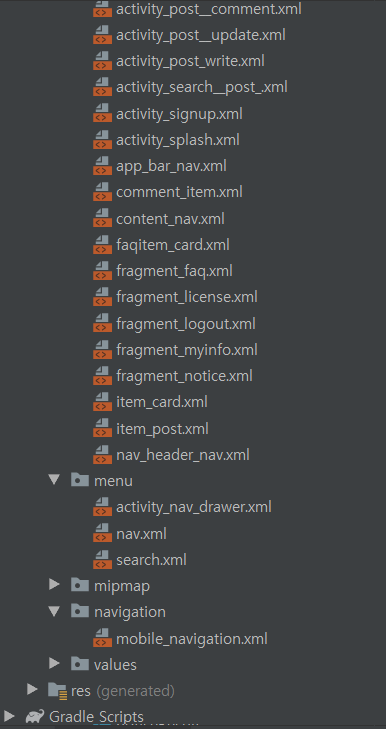 activity_post__comment.xml
activity_post__update.xml
activity_post_write.xml
activity_search__post_.xml
activity_signup.xml
activity_splash.xml
app_bar_nav.xml
comment_item.xml
content_nav.xml
faqitem_card.xml
fragment_faq.xml
fragment_license.xml
fragment_logout.xml
fragment_myinfo.xml
fragment_notice.xml
item_card.xml
item_post.xml
nav_header_nav.xml
menu
activity_nav_drawer.xml
nav.xml
search.xml
mipmap
navigation
mobile_navigation.xml
values
res (generated)
Gradle Scripts